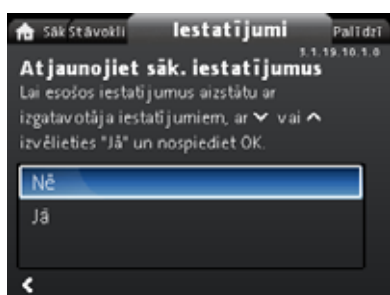 Sāk Stāvokli Iestatījumi Palīdzī
3.1.19.10.1.0
Atjaunojiet sāk. iestatījumus
Lai esošos iestatījumus aizstātu ar
izgatavotāja iestatījumiem, ar vai
izvēlieties "Jā" un nospiediet OK.
Nē
Jā